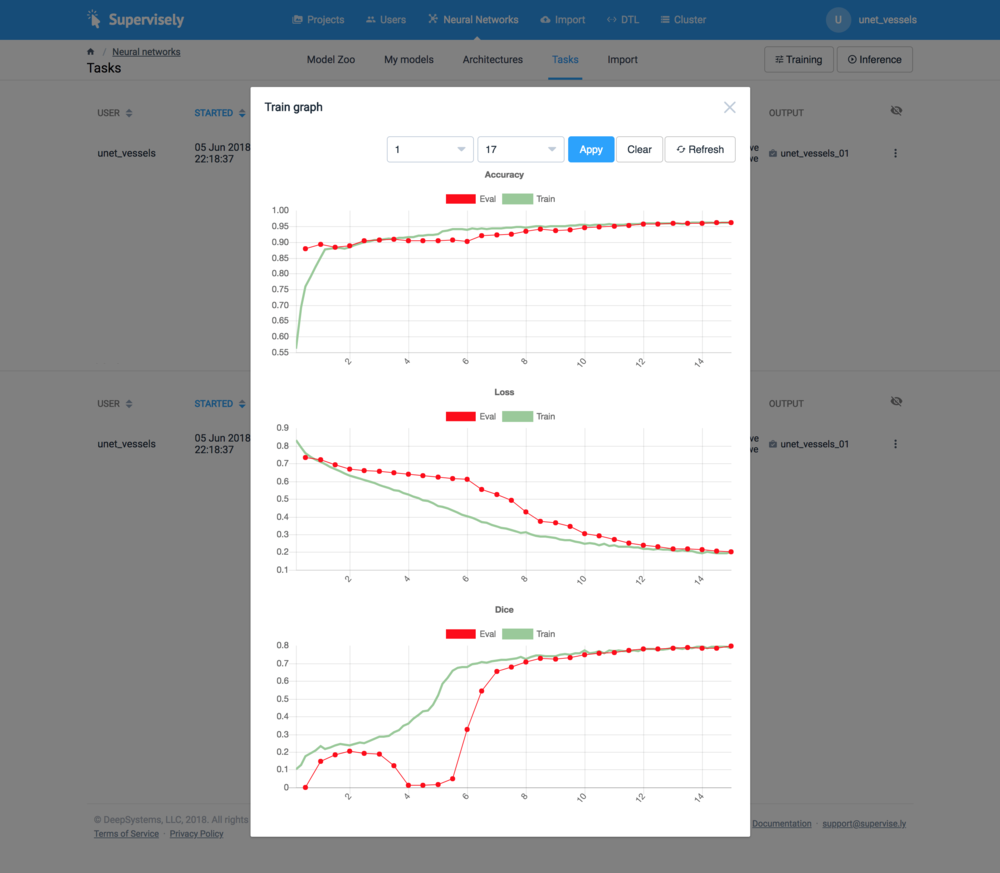 Supervisely
Projects
Users
Neural Networks
Import
DTL
Cluster
U
unet_vessels
/ Neural networks
Tasks
Model Zoo
My models
Architectures
Tasks
Import
Training
Inference
USER
STARTED
OUTPUT
unet_vessels
05 Jun 2018
22:18:37
ve
ve
unet_vessels_01
Train graph
1
17
Appy
Clear
Refresh
Accuracy
Eval
Train
1.00
0.95
0.90
0.85
0.80
0.75
0.70
0.65
0.60
0.55
2 4 6 8 10 12 14
Loss
Eval
Train
0.9
0.8
0.7
0.6
0.5
0.4
0.3
0.2
0.1
2 4 6 8 10 12 14
Dice
Eval
Train
0.8
0.7
0.6
0.5
0.4
0.3
0.2
0.1
0
2 4 6 8 10 12 14
USER
STARTED
OUTPUT
unet_vessels
05 Jun 2018
22:18:37
ve
ve
unet_vessels_01
© DeepSystems, LLC, 2018. All rights
Terms of Service · Privacy Policy
Documentation · support@supervise.ly